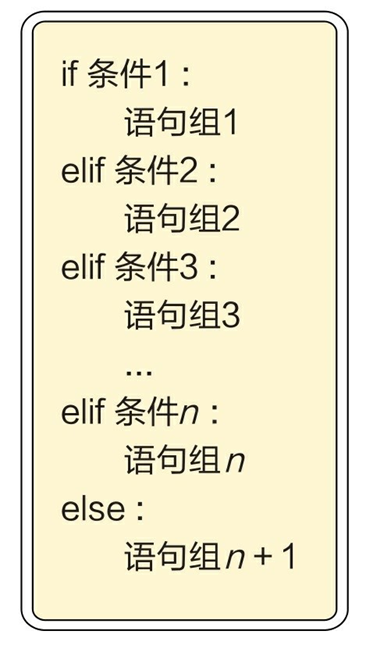 if 条件1：
语句组1
elif 条件2：
语句组2
elif 条件3：
语句组3
...
elif 条件n：
语句组n
else：
语句组n + 1